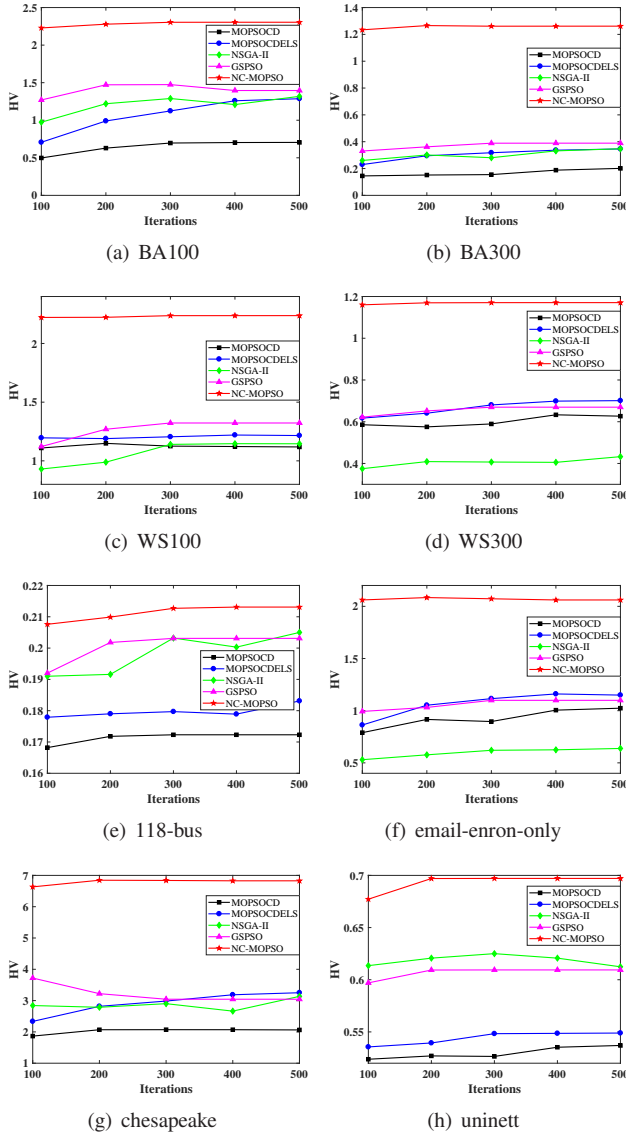 2.5
2
1.5
1
0.5
0
HV
100 200 300 400 500
Iterations
MOPSOCD
MOPSOCDELS
NSGA-II
GSPSO
NC-MOPSO
(a) BA100
1.4
1.2
1
0.8
0.6
0.4
0.2
0
HV
100 200 300 400 500
Iterations
MOPSOCD
MOPSOCDELS
NSGA-II
GSPSO
NC-MOPSO
(b) BA300
2
1.5
1
HV
100 200 300 400 500
Iterations
MOPSOCD
MOPSOCDELS
NSGA-II
GSPSO
NC-MOPSO
(c) WS100
1.2
1
0.8
0.6
0.4
HV
100 200 300 400 500
Iterations
MOPSOCD
MOPSOCDELS
NSGA-II
GSPSO
NC-MOPSO
(d) WS300
0.22
0.21
0.2
0.19
0.18
0.17
0.16
HV
100 200 300 400 500
Iterations
MOPSOCD
MOPSOCDELS
NSGA-II
GSPSO
NC-MOPSO
(e) 118-bus
2
1.5
1
0.5
HV
100 200 300 400 500
Iterations
MOPSOCD
MOPSOCDELS
NSGA-II
GSPSO
NC-MOPSO
(f) email-enron-only
7
6
5
4
3
2
1
HV
100 200 300 400 500
Iterations
MOPSOCD
MOPSOCDELS
NSGA-II
GSPSO
NC-MOPSO
(g) chesapeake
0.7
0.65
0.6
0.55
HV
100 200 300 400 500
Iterations
MOPSOCD
MOPSOCDELS
NSGA-II
GSPSO
NC-MOPSO
(h) uninett